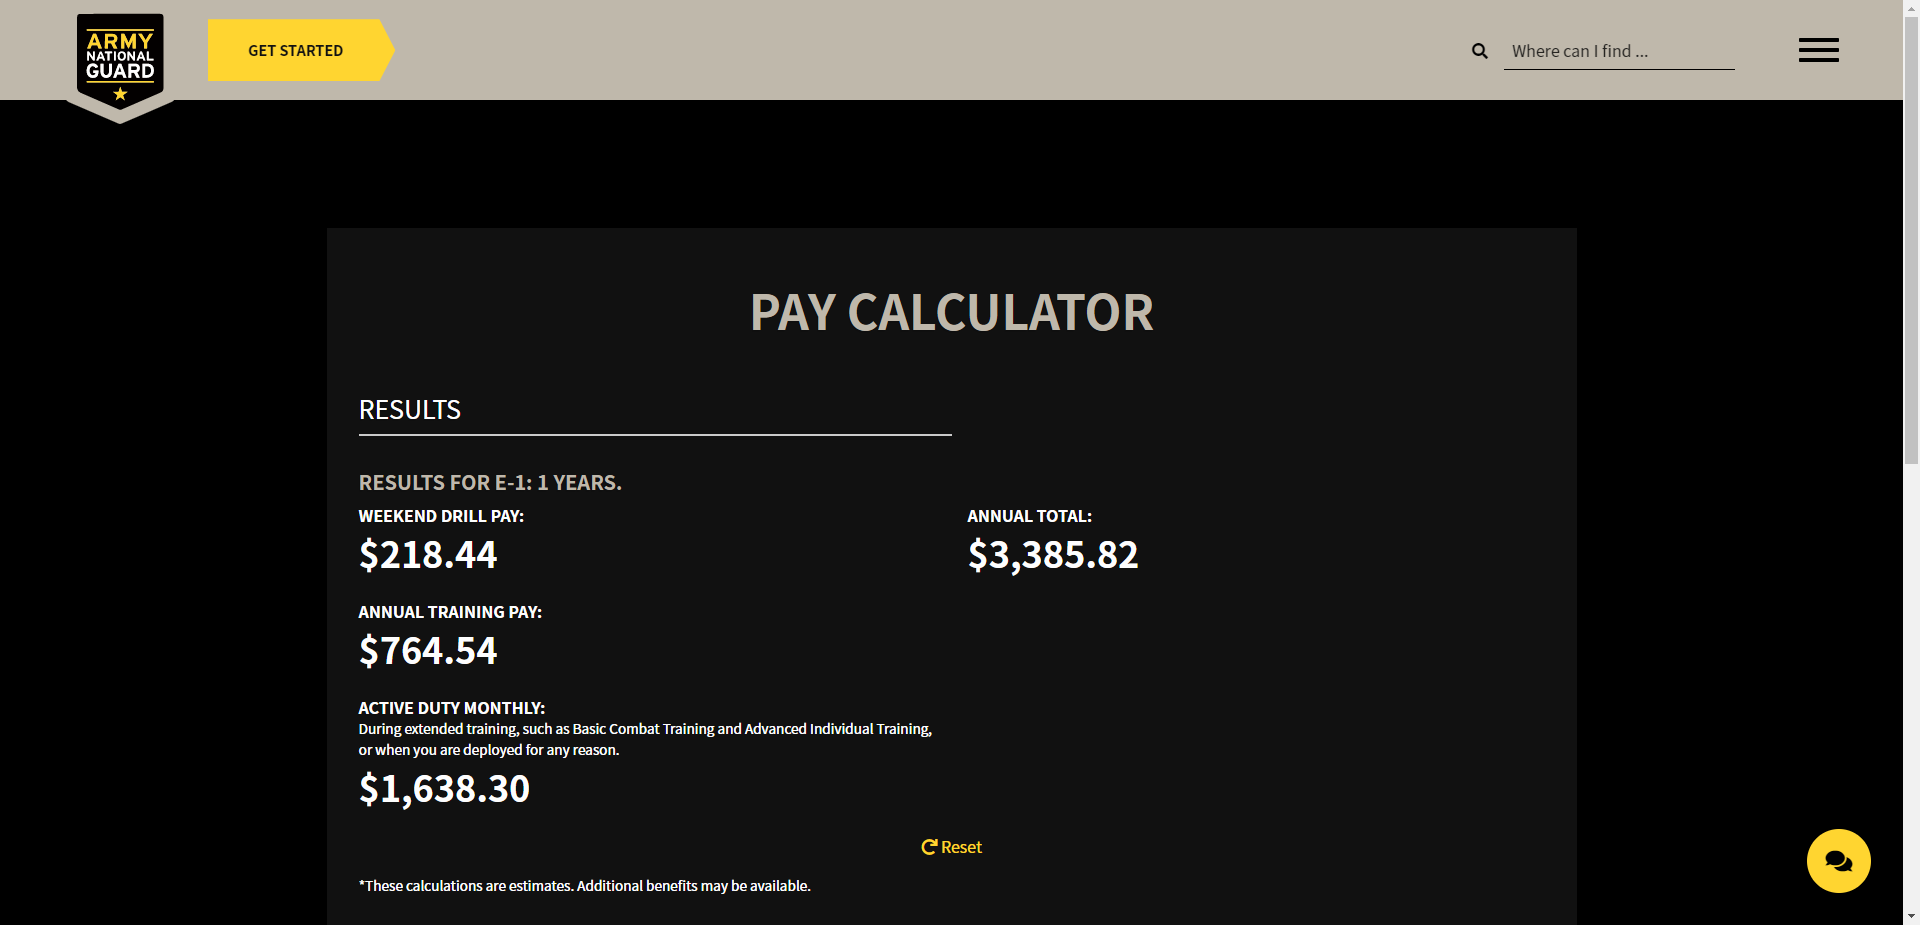 ARMY
NATIONAL
GUARD
GET STARTED
Where can I find ...
PAY CALCULATOR
RESULTS
RESULTS FOR E-1: 1 YEARS.
WEEKEND DRILL PAY:
$218.44
ANNUAL TRAINING PAY:
$764.54
ACTIVE DUTY MONTHLY:
During extended training, such as Basic Combat Training and Advanced Individual Training,
or when you are deployed for any reason.
$1,638.30
ANNUAL TOTAL:
$3,385.82
Reset
*These calculations are estimates. Additional benefits may be available.